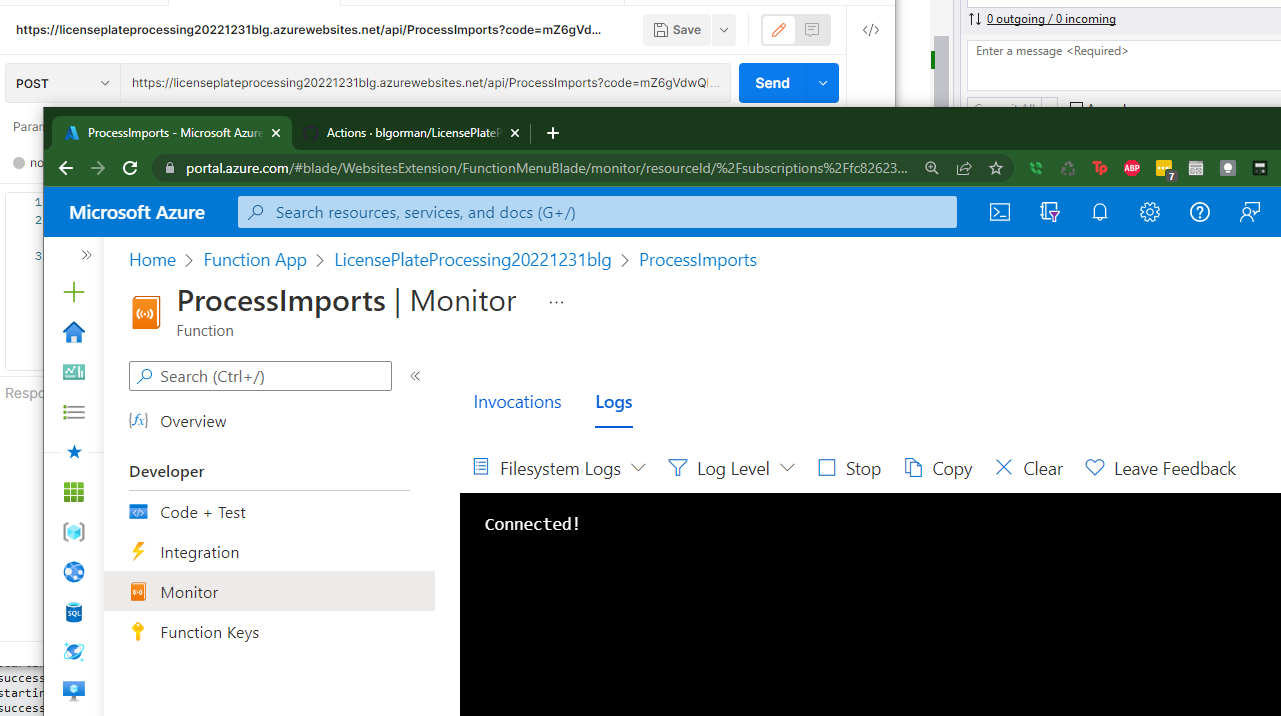 https://licenseplateprocessing20221231blg.azurewebsites.net/api/ProcessImports?code=mZ6gVd...
Save
</>
POST
https://licenseplateprocessing20221231blg.azurewebsites.net/api/ProcessImports?code=mZ6gVdwQ
Send
0 outgoing / 0 incoming
Enter a message <Required>
Param
no
1
2
3
Respo
success
startin
success
ProcessImports - Microsoft Azure
Actions · blgorman/LicensePlateP
portal.azure.com/#blade/WebsitesExtension/FunctionMenuBlade/monitor/resourceId/%2Fsubscriptions%2Ffc82623...
Tp
ABP
7
Microsoft Azure
Search resources, services, and docs (G+/)
Home > Function App > LicensePlateProcessing20221231blg > ProcessImports
ProcessImports | Monitor ...
Function
Search (Ctrl+/)
Overview
Developer
Code + Test
Integration
Monitor
Function Keys
SQL
Invocations Logs
Filesystem Logs Log Level Stop Copy Clear Leave Feedback
Connected!